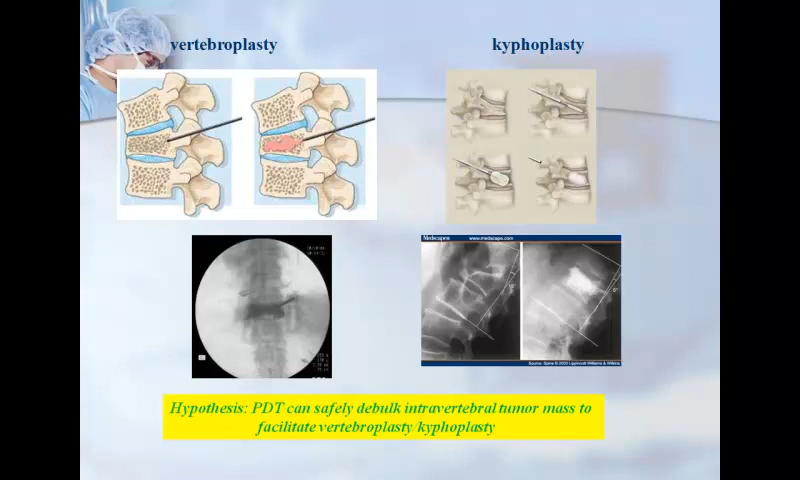 vertebroplasty
kyphoplasty
Medscape® www.medscape.com
Source: Spine © 2003 Lippincott Williams & Wilkins
Hypothesis: PDT can safely debulk intravertebral tumor mass to
facilitate vertebroplasty/kyphoplasty